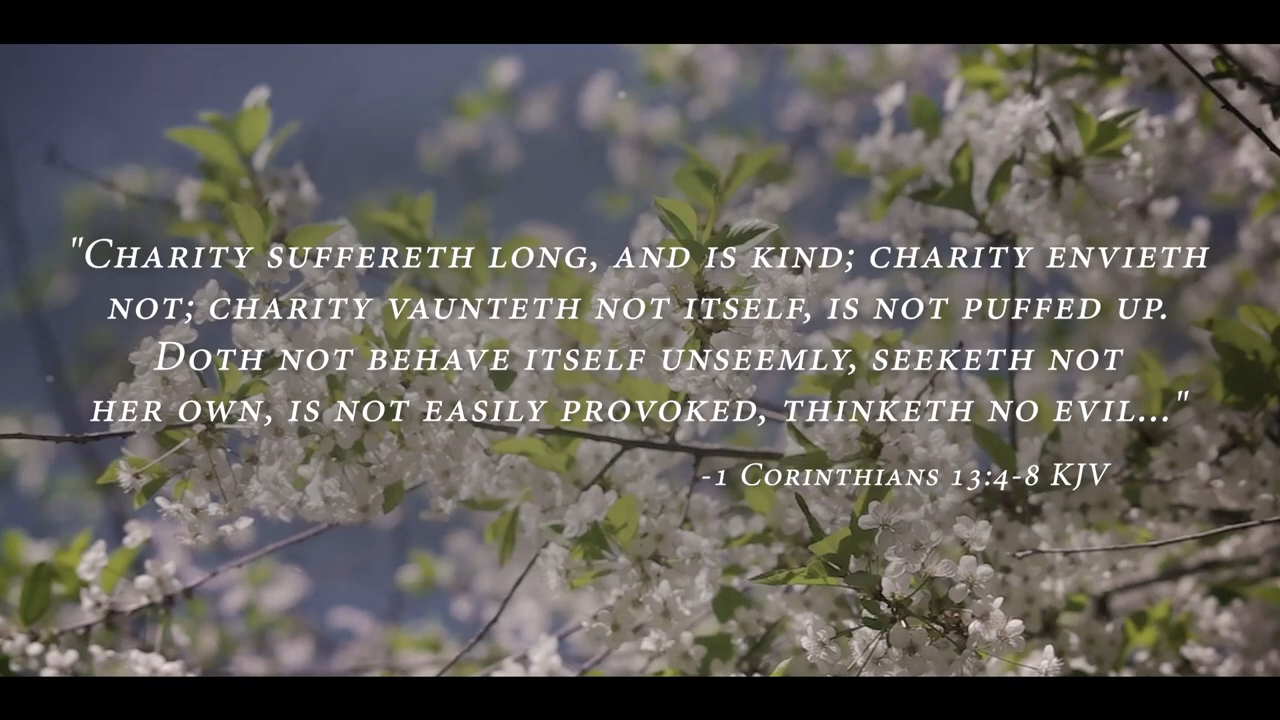 "Charity suffereth long, and is kind; charity envieth
not; charity vaunteth not itself, is not puffed up.
Doth not behave itself unseemly, seeketh not
her own, is not easily provoked, thinketh no evil..."
-1 Corinthians 13:4-8 KJV